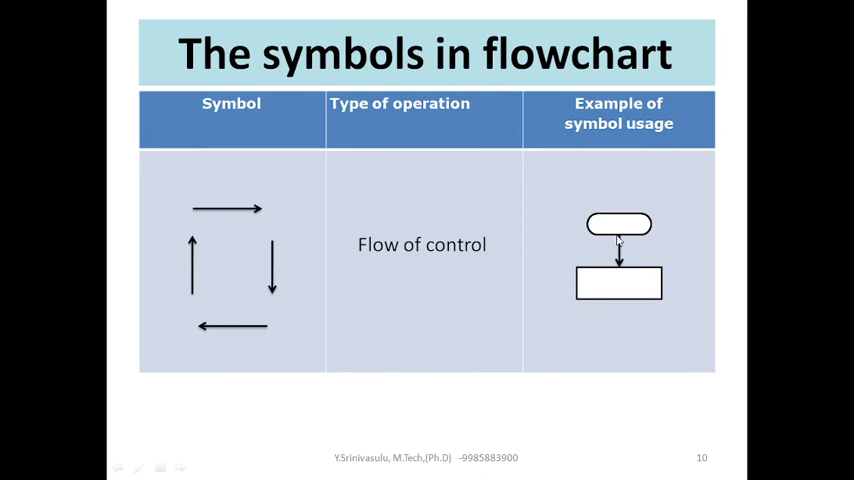 The symbols in flowchart
Symbol
Type of operation
Example of
symbol usage
Flow of control
Y.Srinivasulu, M.Tech,(Ph.D) -9985883900
10